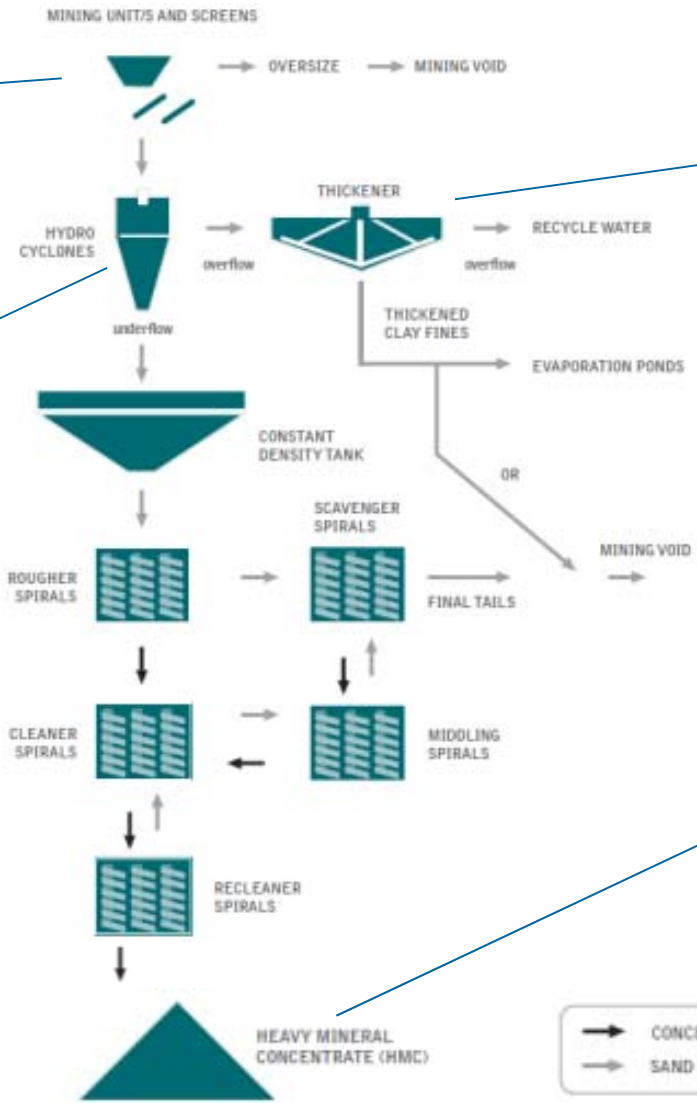 MINING UNIT/S AND SCREENS
OVERSIZE
MINING VOID
THICKENER
HYDRO
CYCLONES
overflow
overflow
RECYCLE WATER
underflow
THICKENED
CLAY FINES
EVAPORATION PONDS
CONSTANT
DENSITY TANK
OR
SCAVENGER
SPIRALS
MINING VOID
ROUGHER
SPIRALS
FINAL TAILS
CLEANER
SPIRALS
MIDDLING
SPIRALS
RECLEANER
SPIRALS
HEAVY MINERAL
CONCENTRATE (HMC)
SAND